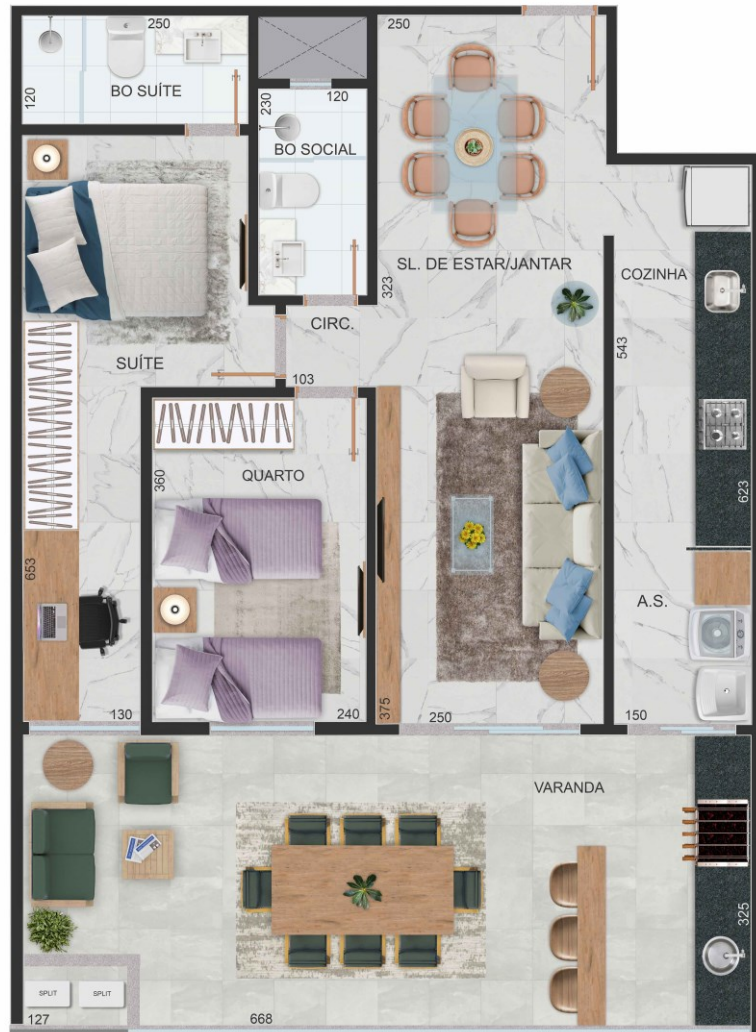 250
250
120
BO SUÍTE
230
120
BO SOCIAL
SL. DE ESTAR/JANTAR
323
COZINHA
CIRC.
543
SUÍTE
103
QUARTO
360
623
653
A.S.
375
130
240
250
150
VARANDA
325
SPLIT
SPLIT
127
668